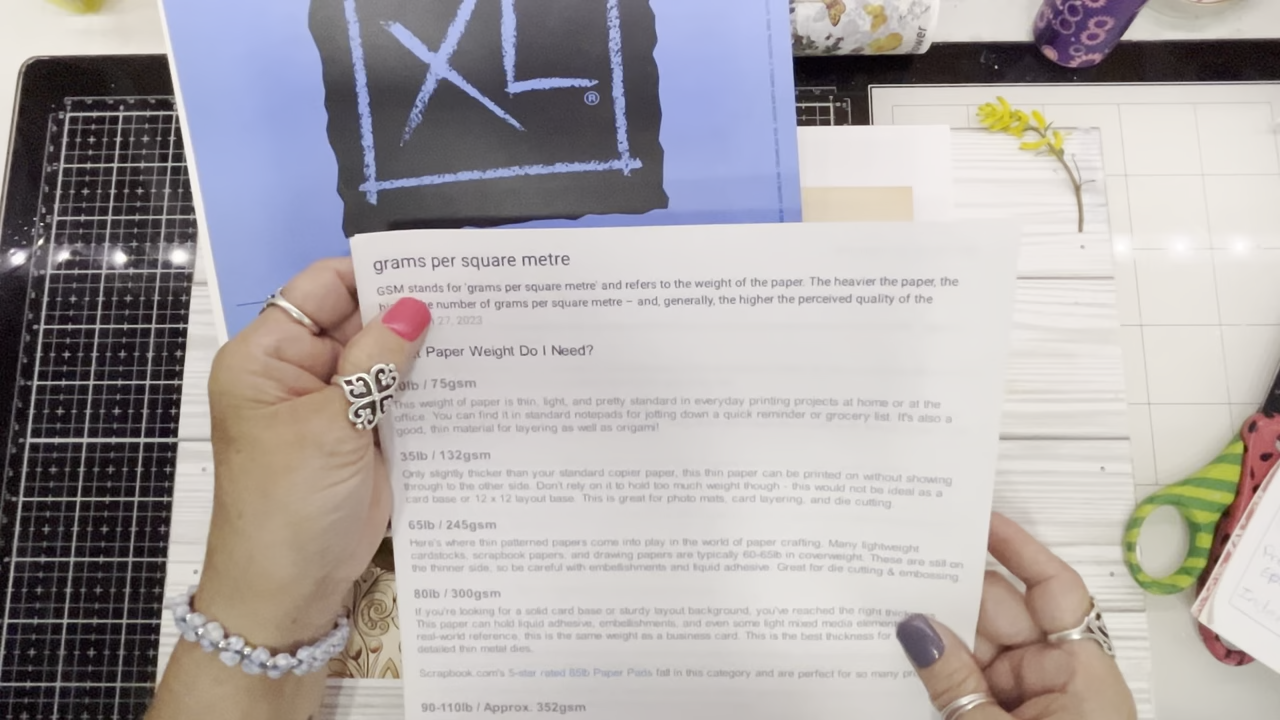 XL
®
grams per square metre
GSM stands for 'grams per square metre' and refers to the weight of the paper. The heavier the paper, the
number of grams per square metre – and, generally, the higher the perceived quality of the
27, 2023
Paper Weight Do I Need?
lb / 75gsm
This weight of paper is thin, light, and pretty standard in everyday printing projects at home or at the
office. You can find it in standard notepads for jotting down a quick reminder or grocery list. It's also a
good, thin material for layering as well as origami!
35lb / 132gsm
Only slightly thicker than your standard copier paper, this thin paper can be printed on without showing
through to the other side. Don't rely on it to hold too much weight though - this would not be ideal as a
card base or 12 x 12 layout base. This is great for photo mats, card layering, and die cutting.
65lb / 245gsm
Here's where thin patterned papers come into play in the world of paper crafting. Many lightweight
cardstocks, scrapbook papers, and drawing papers are typically 60-65lb in coverweight. These are still on
the thinner side, so be careful with embellishments and liquid adhesive. Great for die cutting & embossing.
80lb / 300gsm
If you're looking for a solid card base or sturdy layout background, you've reached the right
This paper can hold liquid adhesive, embellishments, and even some light mixed media
real-world reference, this is the same weight as a business card. This is the best thickness for
detailed thin metal dies.
Scrapbook.com's 5-star rated 85lb Paper Pads fall in this category and are perfect for so many
90-110lb / Approx. 352gsm